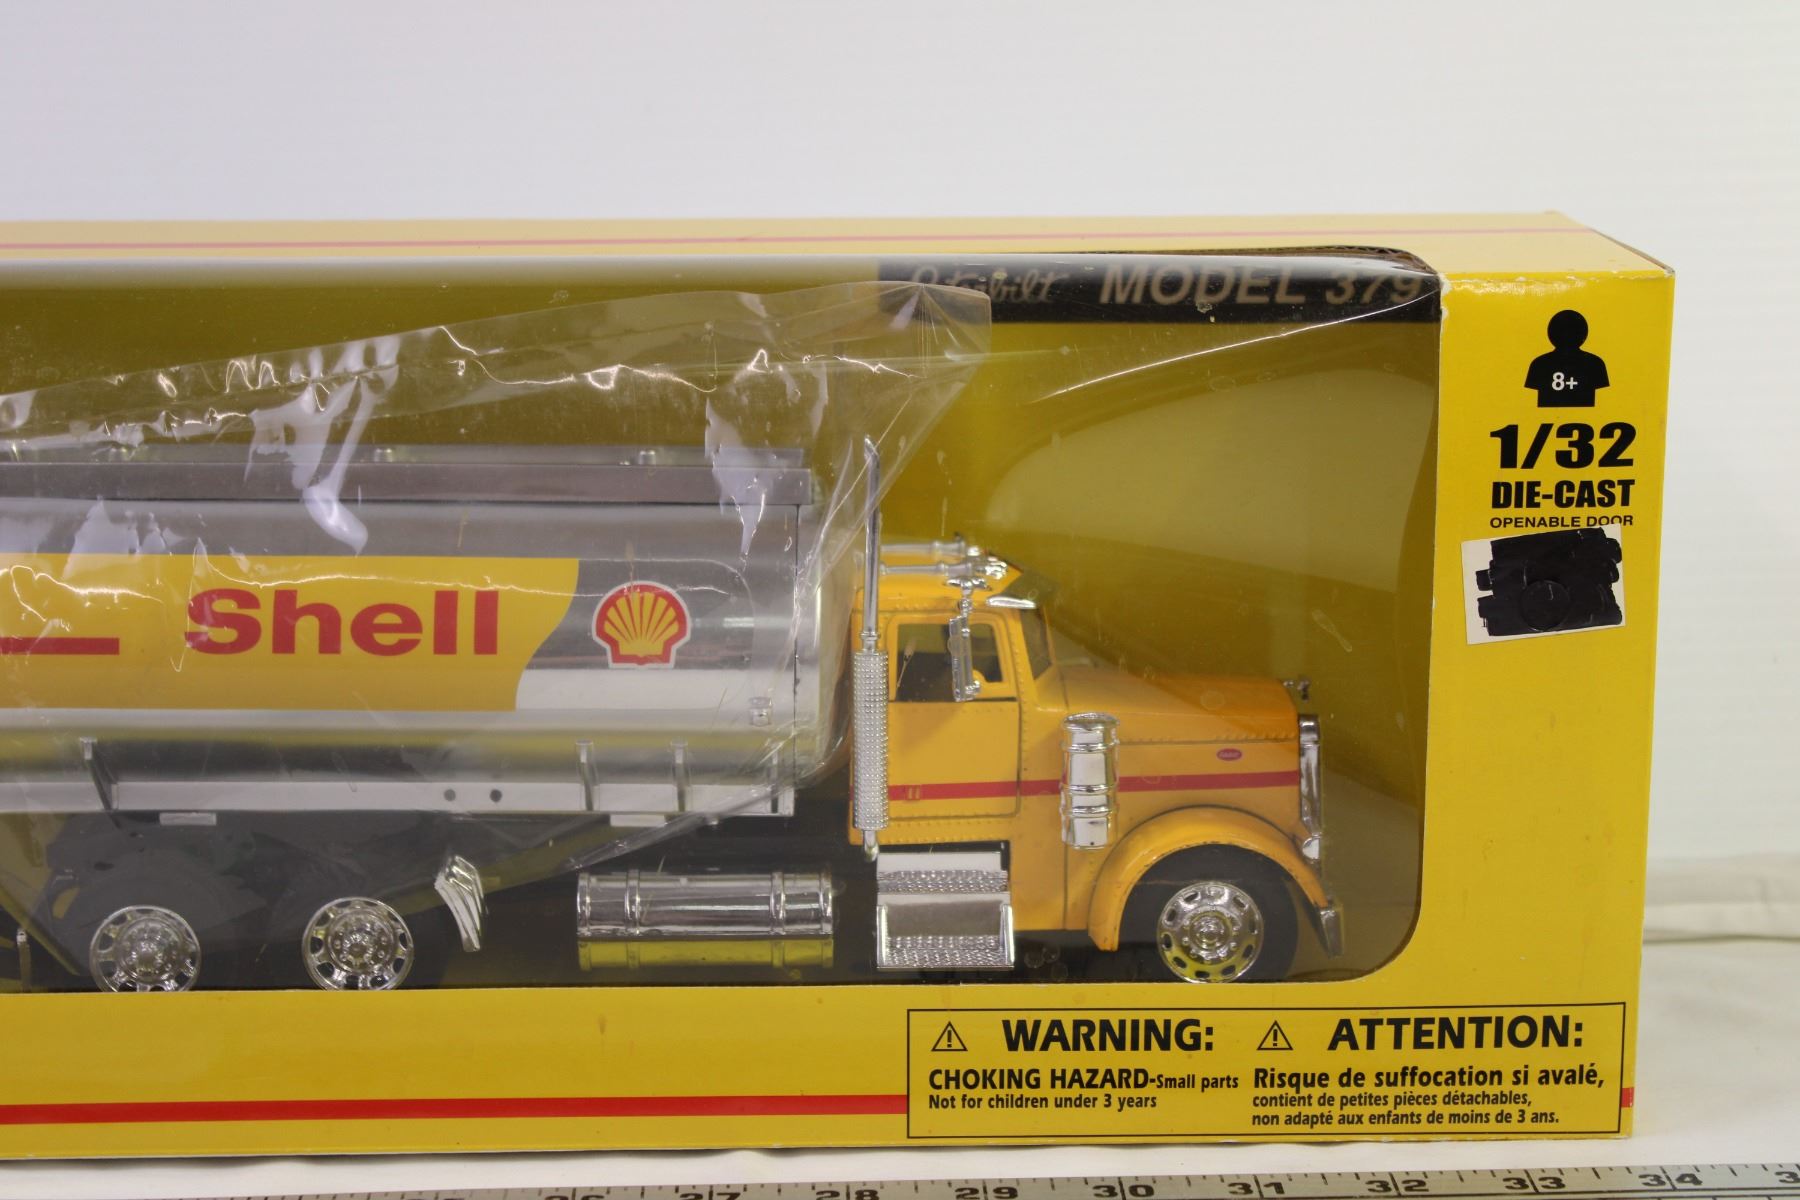 Peterbilt MODEL 379
8+
1/32
DIE-CAST
OPENABLE DOOR
Shell
WARNING:
CHOKING HAZARD-Small parts
Not for children under 3 years
ATTENTION:
Risque de suffocation si avalé,
contient de petites pièces détachables,
non adapté aux enfants de moins de 3 ans.
26 27 28 29 30 31 32 33 34